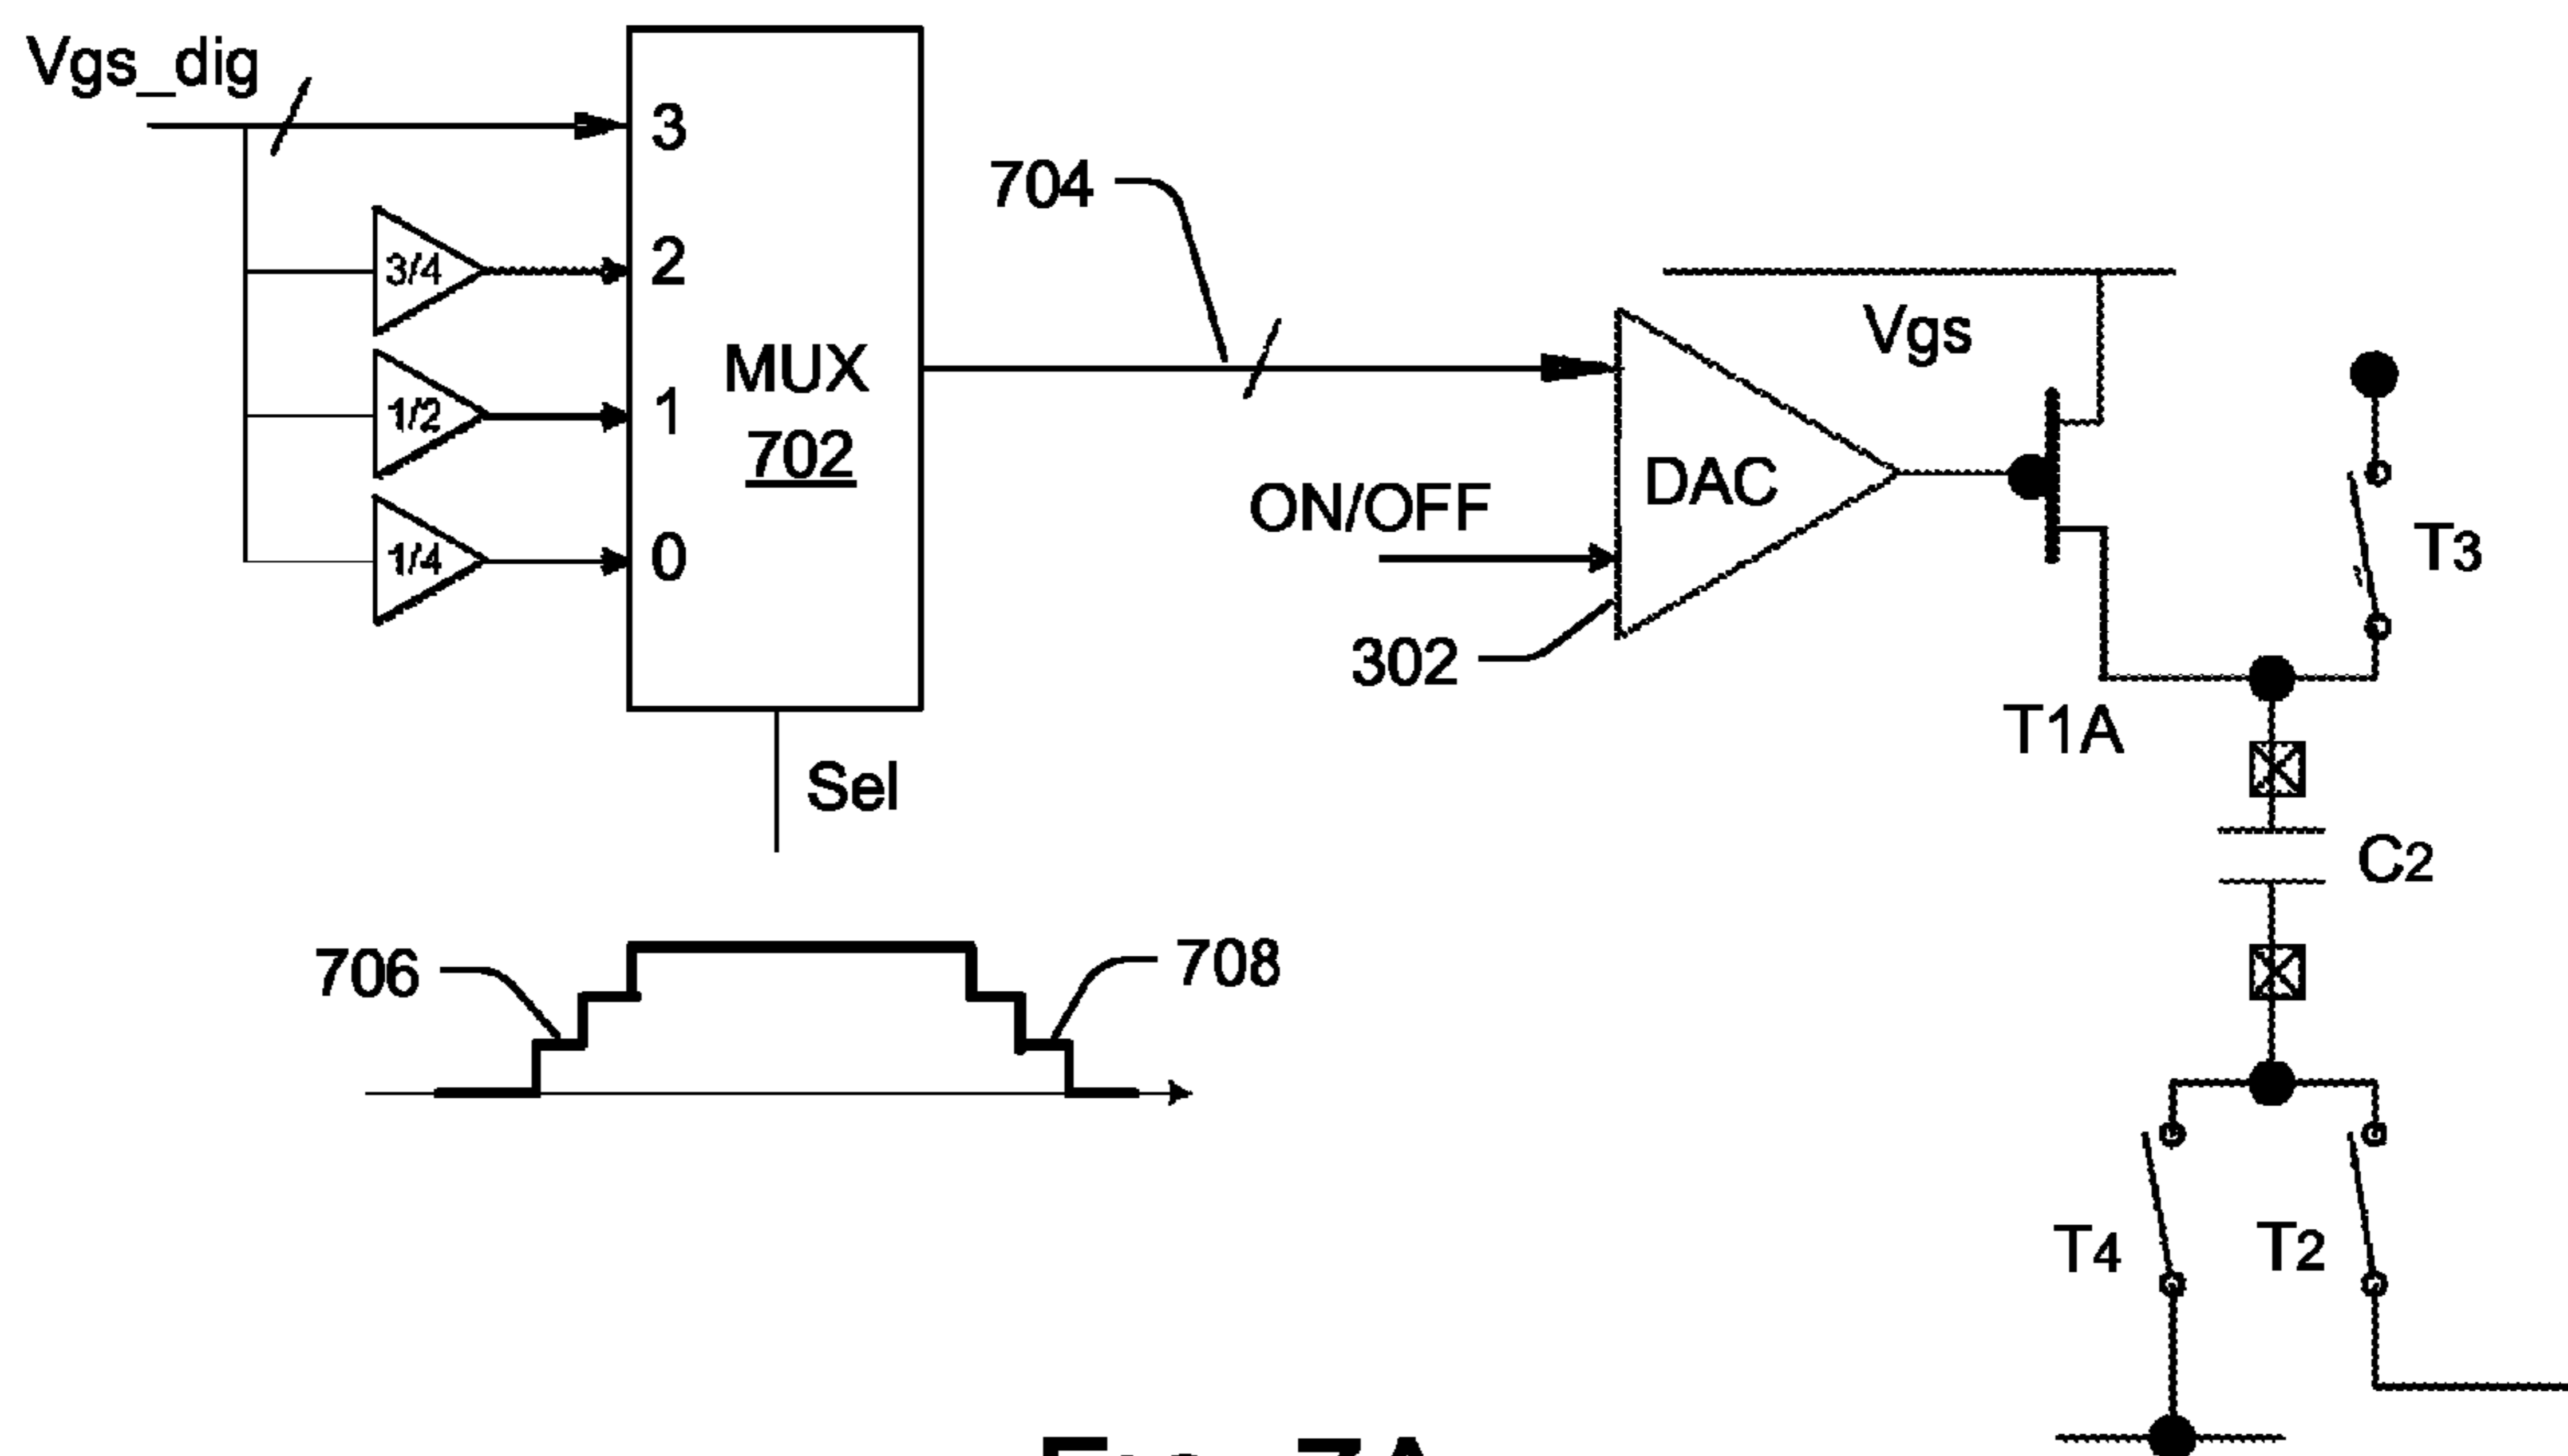 Vgs_dig
3
704
3/4
2
Vgs
MUX
702
1/2
1
DAC
ON/OFF
T3
1/4
0
302
T1A
Sel
C2
706
708
T4
T2